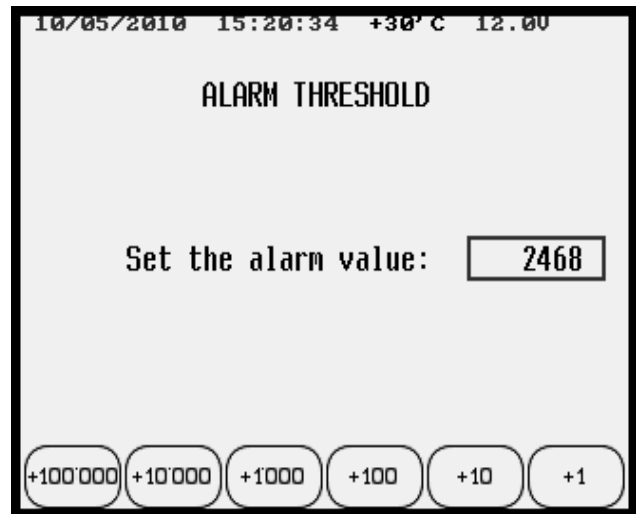 10/05/2010 15:20:34 +30°C 12.0V
ALARM THRESHOLD
Set the alarm value: 2468
+100'000 +10'000 +1'000 +100 +10 +1